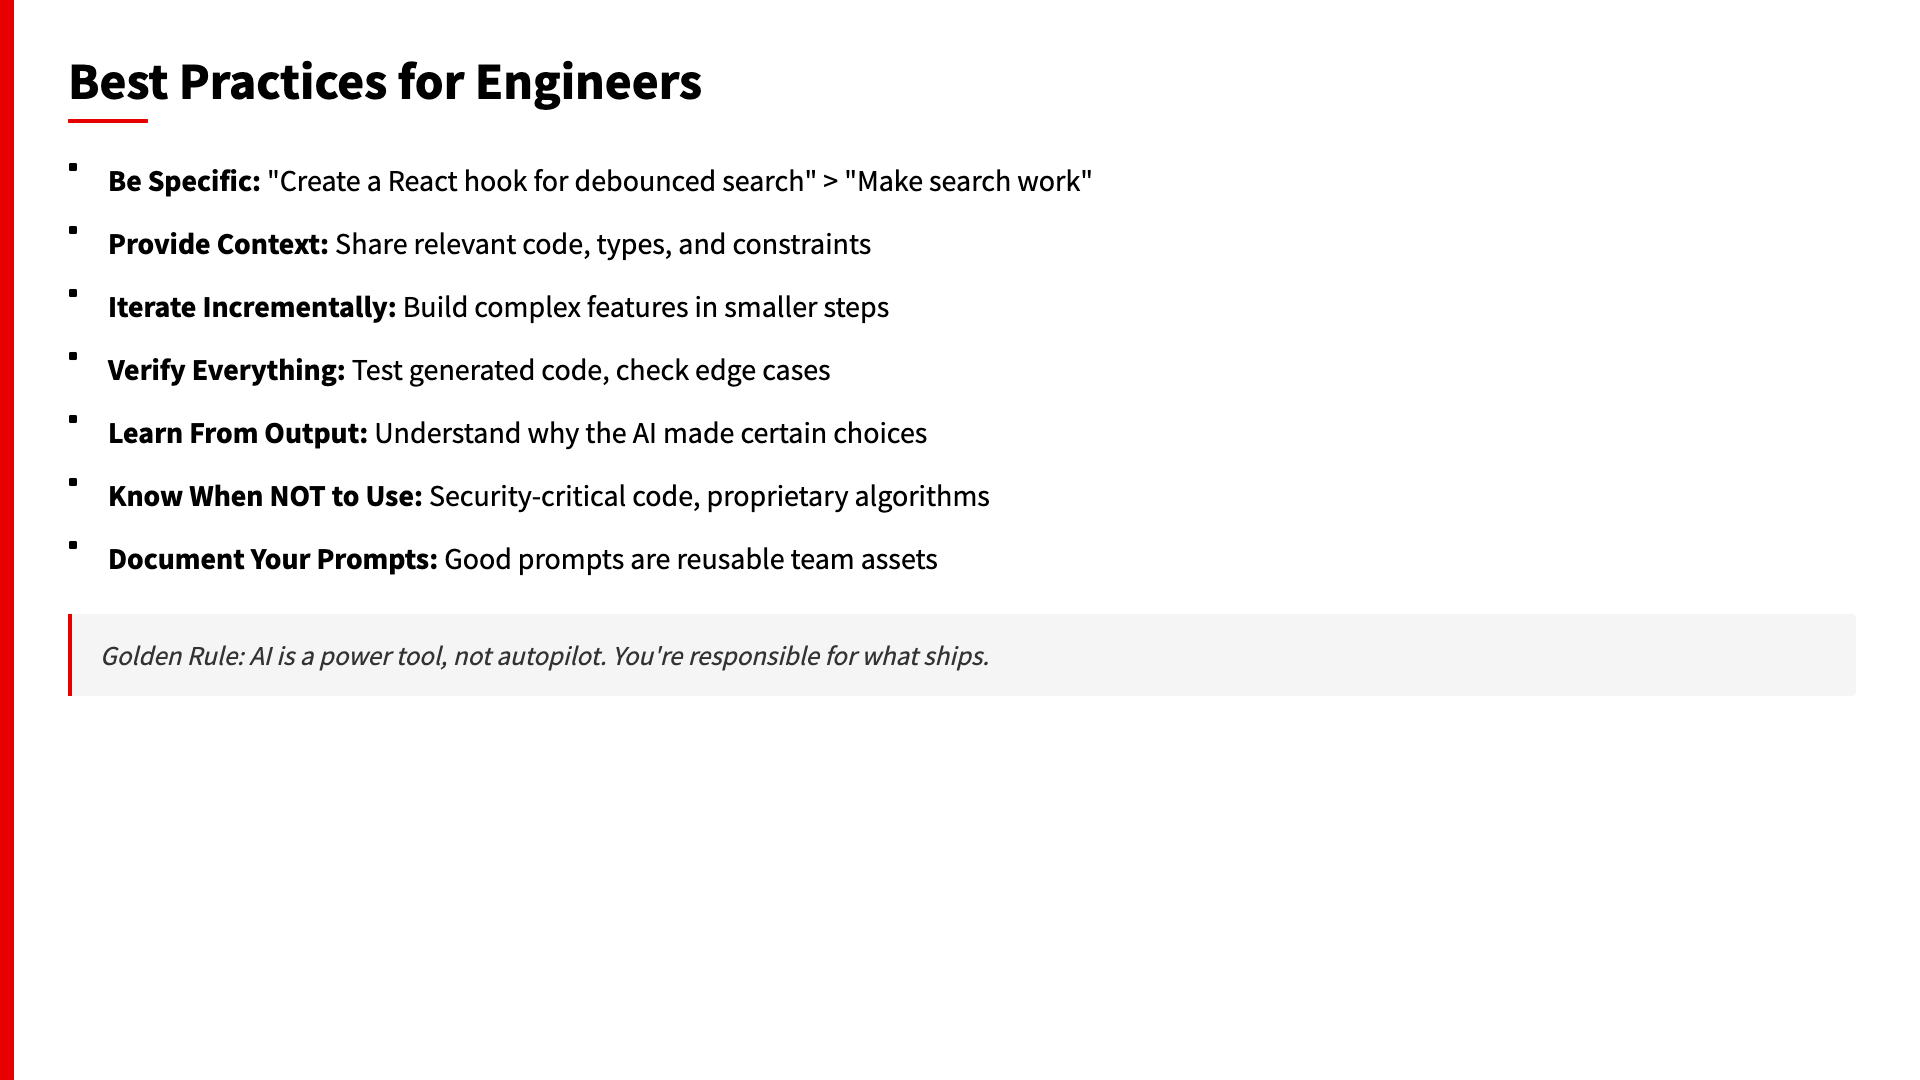 Best Practices for Engineers
Be Specific: "Create a React hook for debounced search" > "Make search work"
Provide Context: Share relevant code, types, and constraints
Iterate Incrementally: Build complex features in smaller steps
Verify Everything: Test generated code, check edge cases
Learn From Output: Understand why the AI made certain choices
Know When NOT to Use: Security-critical code, proprietary algorithms
Document Your Prompts: Good prompts are reusable team assets
Golden Rule: AI is a power tool, not autopilot. You're responsible for what ships.